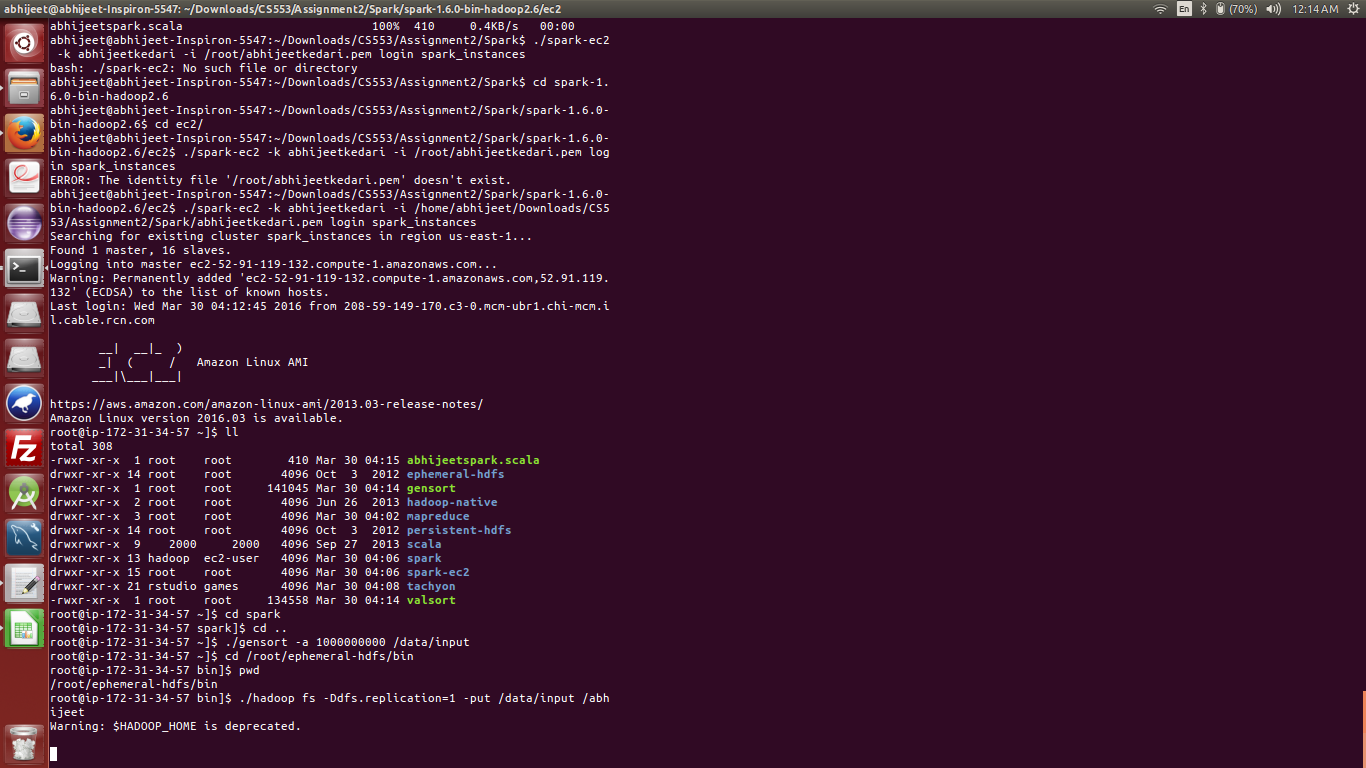 abhijeet@abhijeet-Inspiron-5547: ~/Downloads/CS553/Assignment2/Spark/spark-1.6.0-bin-hadoop2.6/ec2
En (70%) 12:14 AM
abhijeetspark.scala 100% 410 0.4KB/s 00:00
abhijeet@abhijeet-Inspiron-5547:~/Downloads/CS553/Assignment2/Spark$ ./spark-ec2
-k abhijeetkedari -i /root/abhijeetkedari.pem login spark_instances
bash: ./spark-ec2: No such file or directory
abhijeet@abhijeet-Inspiron-5547:~/Downloads/CS553/Assignment2/Spark$ cd spark-1.
6.0-bin-hadoop2.6
abhijeet@abhijeet-Inspiron-5547:~/Downloads/CS553/Assignment2/Spark/spark-1.6.0-
bin-hadoop2.6$ cd ec2/
abhijeet@abhijeet-Inspiron-5547:~/Downloads/CS553/Assignment2/Spark/spark-1.6.0-
bin-hadoop2.6/ec2$ ./spark-ec2 -k abhijeetkedari -i /root/abhijeetkedari.pem log
in spark_instances
ERROR: The identity file '/root/abhijeetkedari.pem' doesn't exist.
abhijeet@abhijeet-Inspiron-5547:~/Downloads/CS553/Assignment2/Spark/spark-1.6.0-
bin-hadoop2.6/ec2$ ./spark-ec2 -k abhijeetkedari -i /home/abhijeet/Downloads/CS5
53/Assignment2/Spark/abhijeetkedari.pem login spark_instances
Searching for existing cluster spark_instances in region us-east-1...
Found 1 master, 16 slaves.
Logging into master ec2-52-91-119-132.compute-1.amazonaws.com...
Warning: Permanently added 'ec2-52-91-119-132.compute-1.amazonaws.com,52.91.119.
132' (ECDSA) to the list of known hosts.
Last login: Wed Mar 30 04:12:45 2016 from 208-59-149-170.c3-0.mcm-ubr1.chi-mcm.i
l.cable.rcn.com
__| __|_ )
_| ( / Amazon Linux AMI
___|\___|___|
https://aws.amazon.com/amazon-linux-ami/2013.03-release-notes/
Amazon Linux version 2016.03 is available.
root@ip-172-31-34-57 ~]$ ll
total 308
-rwxr-xr-x 1 root root 410 Mar 30 04:15 abhijeetspark.scala
drwxr-xr-x 14 root root 4096 Oct 3 2012 ephemeral-hdfs
-rwxr-xr-x 1 root root 141045 Mar 30 04:14 gensort
drwxr-xr-x 2 root root 4096 Jun 26 2013 hadoop-native
drwxr-xr-x 3 root root 4096 Mar 30 04:02 mapreduce
drwxr-xr-x 14 root root 4096 Oct 3 2012 persistent-hdfs
drwxrwxr-x 9 2000 2000 4096 Sep 27 2013 scala
drwxr-xr-x 13 hadoop ec2-user 4096 Mar 30 04:06 spark
drwxr-xr-x 15 root root 4096 Mar 30 04:06 spark-ec2
drwxr-xr-x 21 rstudio games 4096 Mar 30 04:08 tachyon
-rwxr-xr-x 1 root root 134558 Mar 30 04:14 valsort
root@ip-172-31-34-57 ~]$ cd spark
root@ip-172-31-34-57 spark]$ cd ..
root@ip-172-31-34-57 ~]$ ./gensort -a 1000000000 /data/input
root@ip-172-31-34-57 ~]$ cd /root/ephemeral-hdfs/bin
root@ip-172-31-34-57 bin]$ pwd
/root/ephemeral-hdfs/bin
root@ip-172-31-34-57 bin]$ ./hadoop fs -Ddfs.replication=1 -put /data/input /abh
ijeet
Warning: $HADOOP_HOME is deprecated.